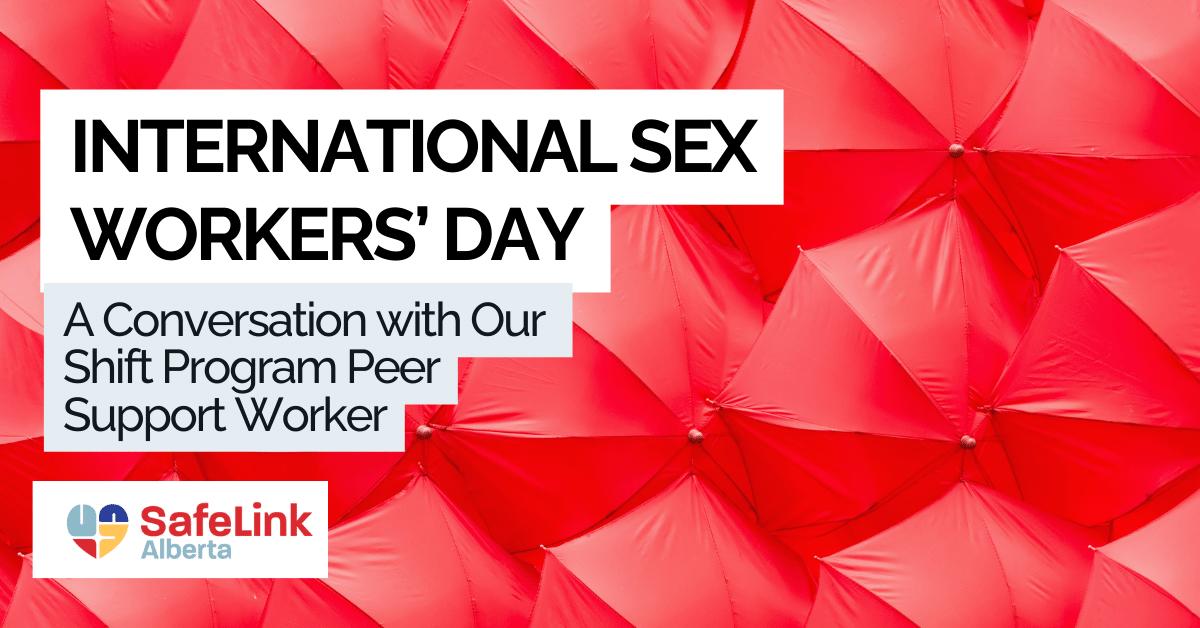 INTERNATIONAL SEX
WORKERS’ DAY
A Conversation with Our
Shift Program Peer
Support Worker
SafeLink
Alberta